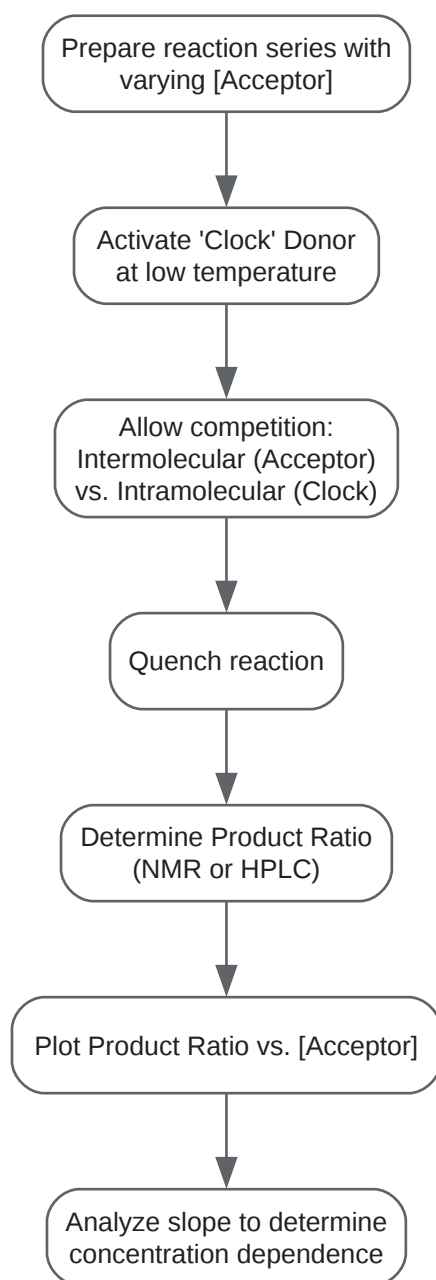 Prepare reaction series with
varying [Acceptor]
Activate 'Clock' Donor
at low temperature
Allow competition:
Intermolecular (Acceptor)
vs. Intramolecular (Clock)
Quench reaction
Determine Product Ratio
(NMR or HPLC)
Plot Product Ratio vs. [Acceptor]
Analyze slope to determine
concentration dependence